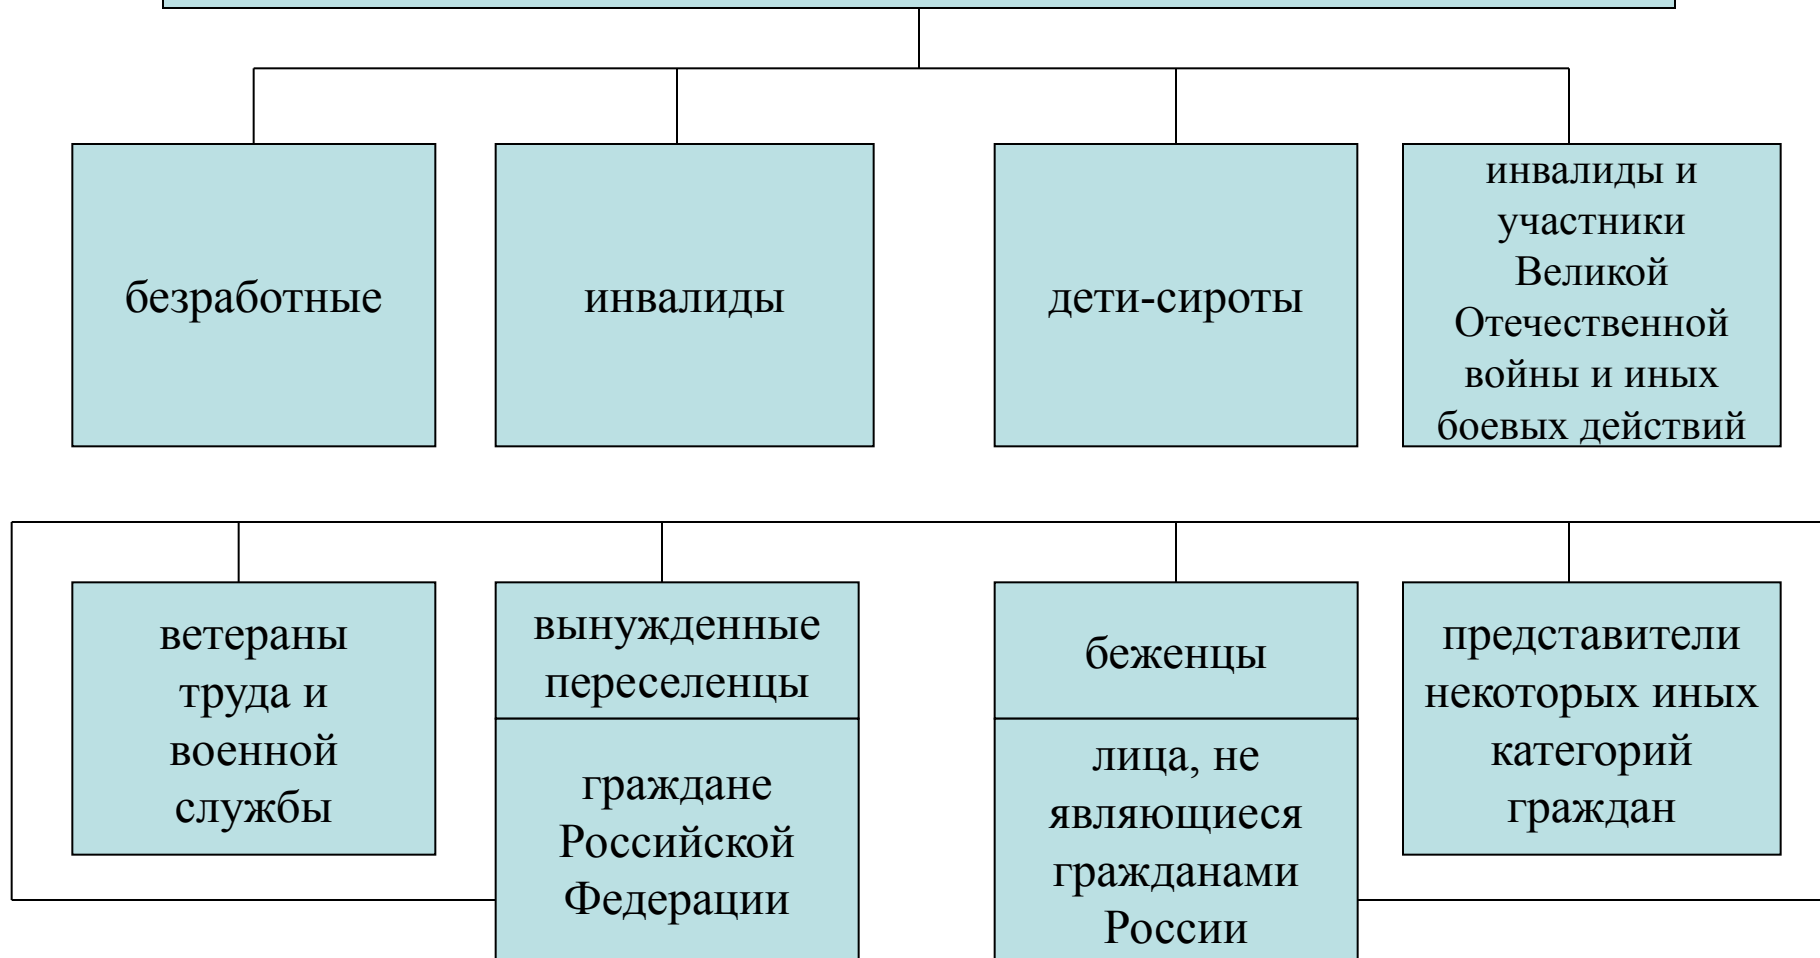 безработные
инвалиды
дети-сироты
инвалиды и
участники
Великой
Отечественной
войны и иных
боевых действий
ветераны
труда и
военной
службы
вынужденные
переселенцы
граждане
Российской
Федерации
беженцы
лица, не
являющиеся
гражданами
России
представители
некоторых иных
категорий
граждан